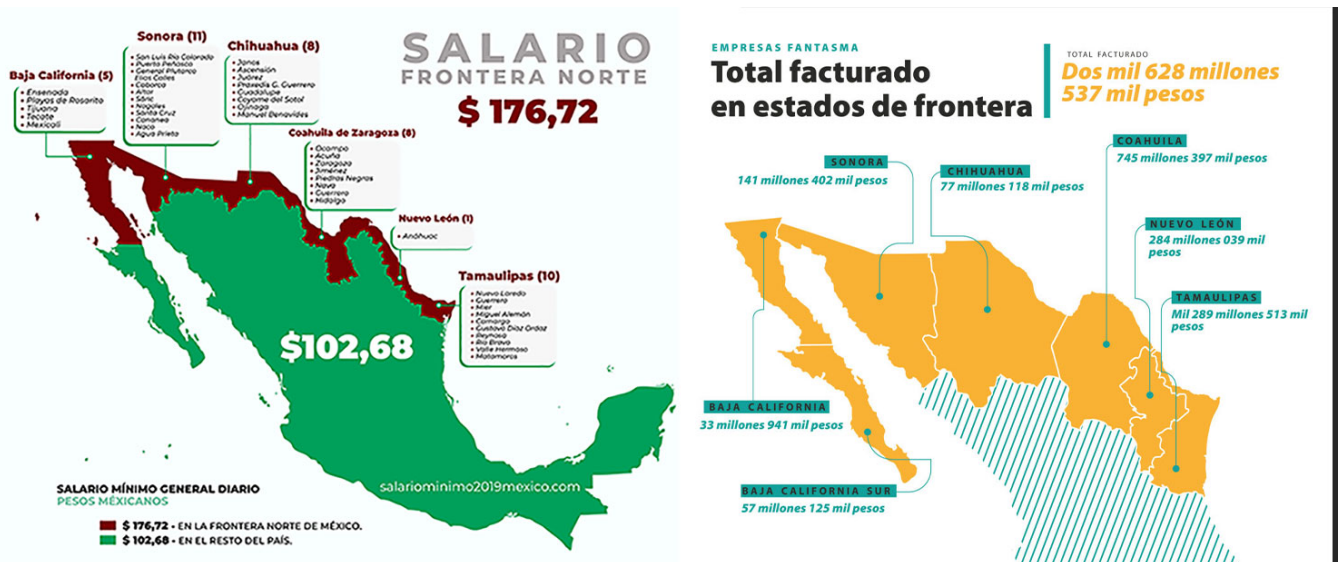 SALARIO
FRONTERA NORTE
$ 176,72
Baja California (5)
Ensenada
Playas de Rosarito
Tijuana
Tecate
Mexicali
Sonora (11)
San Luis Río Colorado
Puerto Peñasco
General Plutarco
Elías Calles
Caborca
Altar
Sáric
Nogales
Santa Cruz
Cananea
Naco
Agua Prieta
Chihuahua (8)
Janos
Ascensión
Juárez
Praxedis G. Guerrero
Guadalupe
Coyame del Sotol
Ojinaga
Manuel Benavides
Coahuila de Zaragoza (8)
Ocampo
Acuña
Zaragoza
Jiménez
Piedras Negras
Nava
Guerrero
Hidalgo
Nuevo León (1)
Anáhuac
Tamaulipas (10)
Nuevo Laredo
Guerrero
Mier
Miguel Alemán
Camargo
Gustavo Díaz Ordaz
Reynosa
Río Bravo
Valle Hermoso
Matamoros
$102,68
salariominimo2019mexico.com
SALARIO MÍNIMO GENERAL DIARIO
PESOS MÉXICANOS
$ 176,72 - EN LA FRONTERA NORTE DE MÉXICO.
$ 102,68 - EN EL RESTO DEL PAÍS.
EMPRESAS FANTASMA
Total facturado
en estados de frontera
TOTAL FACTURADO
Dos mil 628 millones
537 mil pesos
COAHUILA
745 millones 397 mil pesos
SONORA
141 millones 402 mil pesos
CHIHUAHUA
77 millones 118 mil pesos
NUEVO LEÓN
284 millones 039 mil
pesos
TAMAULIPAS
Mil 289 millones 513 mil
pesos
BAJA CALIFORNIA
33 millones 941 mil pesos
BAJA CALIFORNIA SUR
57 millones 125 mil pesos